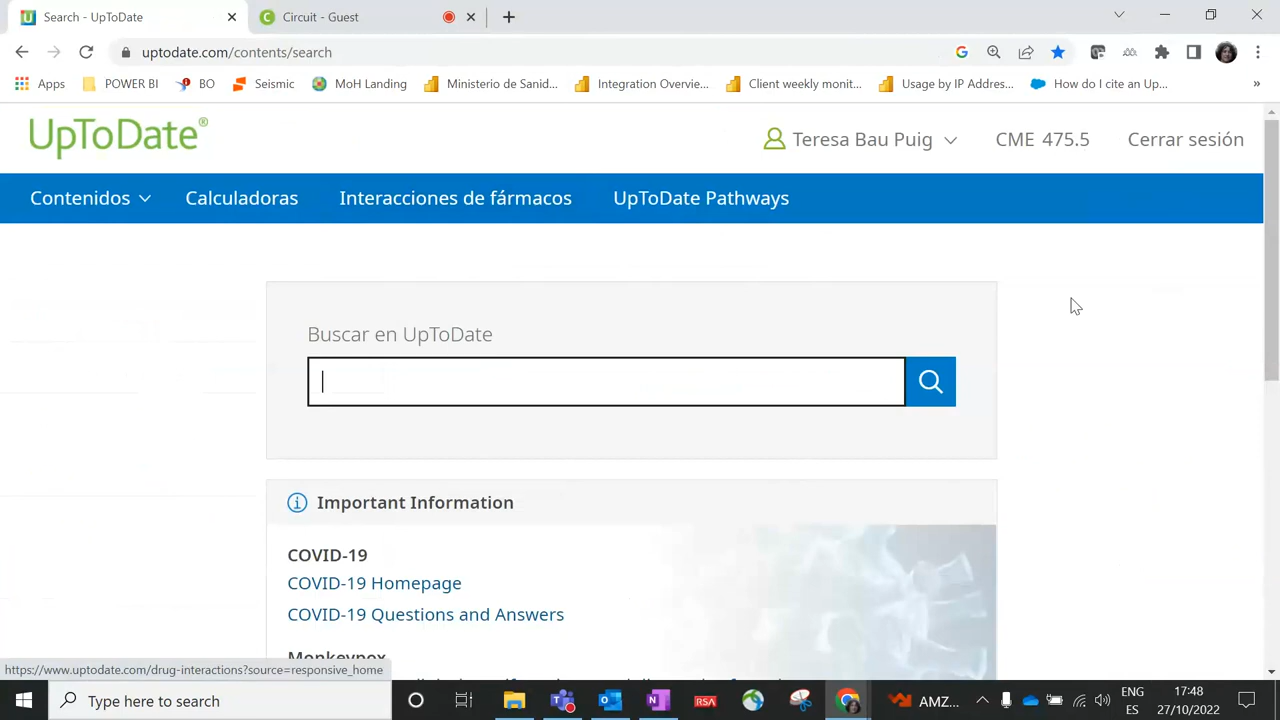 Search - UpToDate
Circuit - Guest
uptodate.com/contents/search
Apps
POWER BI
BO
Seismic
MoH Landing
Ministerio de Sanid...
Integration Overvie...
Client weekly monit...
Usage by IP Addres...
How do I cite an Up...
»
UpToDate®
Teresa Bau Puig
CME 475.5
Cerrar sesión
Contenidos
Calculadoras
Interacciones de fármacos
UpToDate Pathways
Buscar en UpToDate
Important Information
COVID-19
COVID-19 Homepage
COVID-19 Questions and Answers
Monkeypox
https://www.uptodate.com/drug-interactions?source=responsive_home
Type here to search
RSA
AMZ...
ENG
ES
17:48
27/10/2022